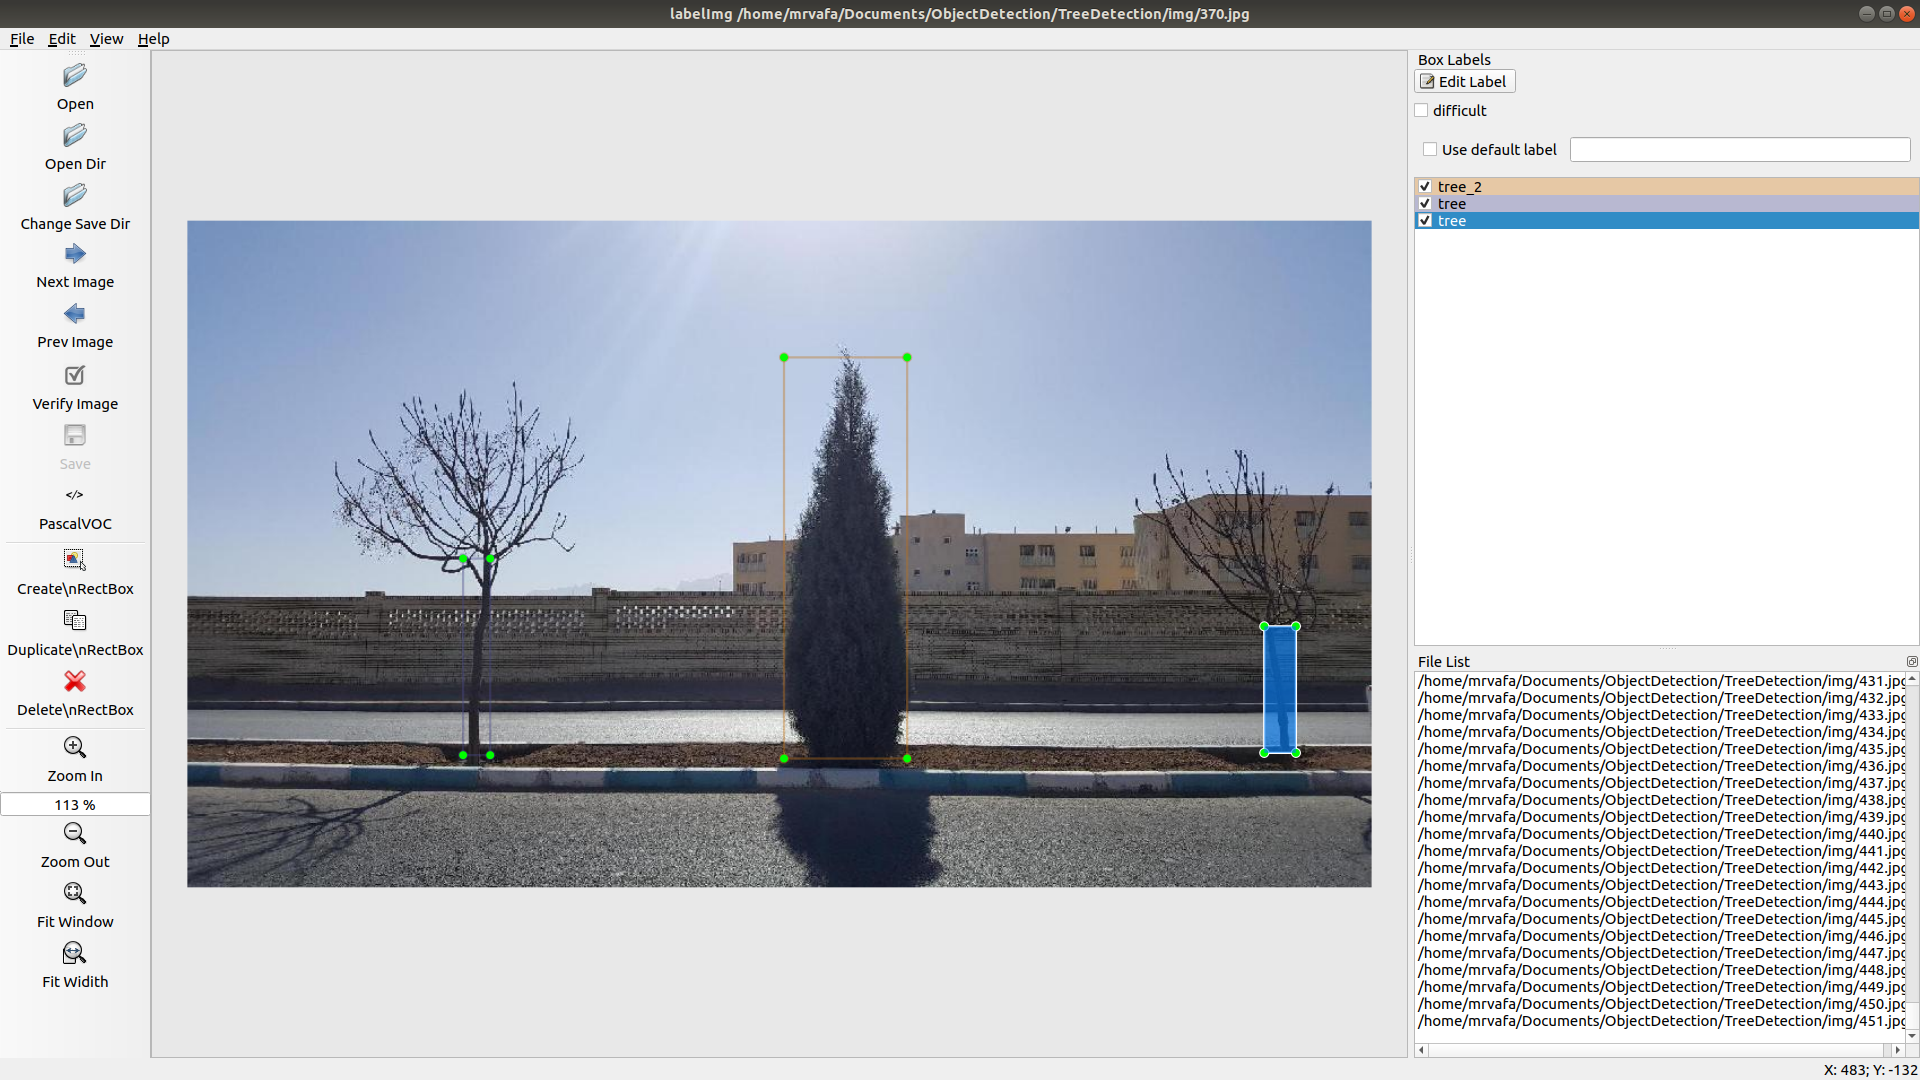 labelImg /home/mrvafa/Documents/ObjectDetection/TreeDetection/img/370.jpg
File Edit View Help
Open
Open Dir
Change Save Dir
Next Image
Prev Image
Verify Image
Save
</>
PascalVOC
Create\nRectBox
Duplicate\nRectBox
Delete\nRectBox
Zoom In
113 %
Zoom Out
Fit Window
Fit Width
Box Labels
Edit Label
difficult
Use default label
tree_2
tree
tree
File List
/home/mrvafa/Documents/ObjectDetection/TreeDetection/img/431.jpg
/home/mrvafa/Documents/ObjectDetection/TreeDetection/img/432.jpg
/home/mrvafa/Documents/ObjectDetection/TreeDetection/img/433.jpg
/home/mrvafa/Documents/ObjectDetection/TreeDetection/img/434.jpg
/home/mrvafa/Documents/ObjectDetection/TreeDetection/img/435.jpg
/home/mrvafa/Documents/ObjectDetection/TreeDetection/img/436.jpg
/home/mrvafa/Documents/ObjectDetection/TreeDetection/img/437.jpg
/home/mrvafa/Documents/ObjectDetection/TreeDetection/img/438.jpg
/home/mrvafa/Documents/ObjectDetection/TreeDetection/img/439.jpg
/home/mrvafa/Documents/ObjectDetection/TreeDetection/img/440.jpg
/home/mrvafa/Documents/ObjectDetection/TreeDetection/img/441.jpg
/home/mrvafa/Documents/ObjectDetection/TreeDetection/img/442.jpg
/home/mrvafa/Documents/ObjectDetection/TreeDetection/img/443.jpg
/home/mrvafa/Documents/ObjectDetection/TreeDetection/img/444.jpg
/home/mrvafa/Documents/ObjectDetection/TreeDetection/img/445.jpg
/home/mrvafa/Documents/ObjectDetection/TreeDetection/img/446.jpg
/home/mrvafa/Documents/ObjectDetection/TreeDetection/img/447.jpg
/home/mrvafa/Documents/ObjectDetection/TreeDetection/img/448.jpg
/home/mrvafa/Documents/ObjectDetection/TreeDetection/img/449.jpg
/home/mrvafa/Documents/ObjectDetection/TreeDetection/img/450.jpg
/home/mrvafa/Documents/ObjectDetection/TreeDetection/img/451.jpg
X: 483; Y: -132